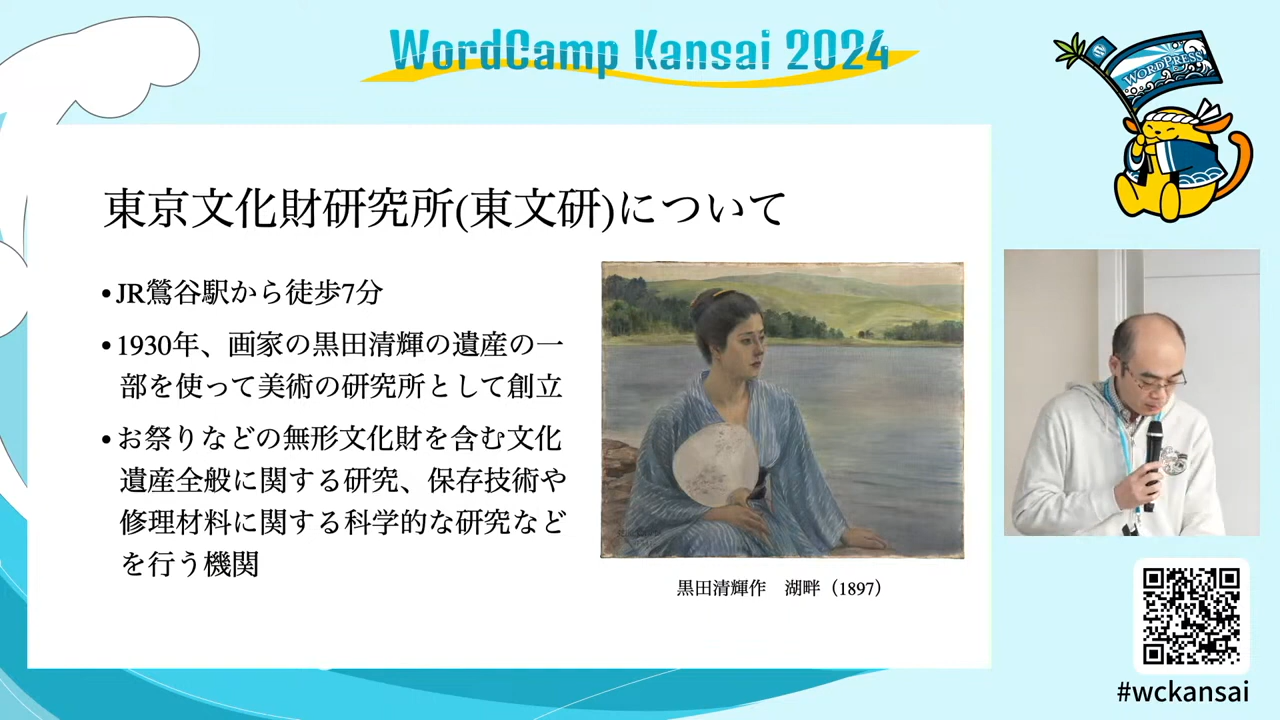 WordCamp Kansai 2024
W
WORDPRESS
東京文化財研究所(東文研)について
•JR鶯谷駅から徒歩7分
•1930年、画家の黒田清輝の遺産の一
部を使って美術の研究所として創立
•お祭りなどの無形文化財を含む文化
遺産全般に関する研究、保存技術や
修理材料に関する科学的な研究など
を行う機関
黒田清輝作　湖畔（1897）
#wckansai